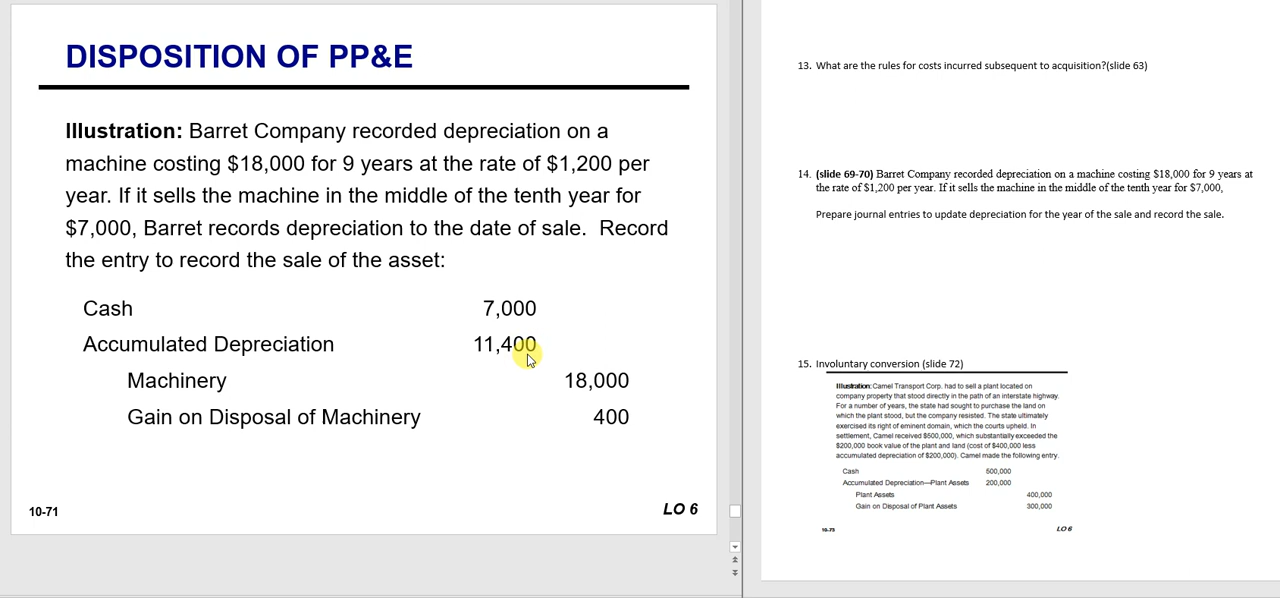 DISPOSITION OF PP&E
Illustration: Barret Company recorded depreciation on a
machine costing $18,000 for 9 years at the rate of $1,200 per
year. If it sells the machine in the middle of the tenth year for
$7,000, Barret records depreciation to the date of sale. Record
the entry to record the sale of the asset:
Cash 7,000
Accumulated Depreciation 11,400
Machinery 18,000
Gain on Disposal of Machinery 400
10-71 LO 6
13. What are the rules for costs incurred subsequent to acquisition?(slide 63)
14. (slide 69-70) Barret Company recorded depreciation on a machine costing $18,000 for 9 years at
the rate of $1,200 per year. If it sells the machine in the middle of the tenth year for $7,000,
Prepare journal entries to update depreciation for the year of the sale and record the sale.
15. Involuntary conversion (slide 72)
Illustration: Camel Transport Corp. had to sell a plant located on
company property that stood directly in the path of an interstate highway.
For a number of years, the state had sought to purchase the land on
which the plant stood, but the company resisted. The state ultimately
exercised its right of eminent domain, which the courts upheld. In
settlement, Camel received $500,000, which substantially exceeded the
$200,000 book value of the plant and land (cost of $400,000 less
accumulated depreciation of $200,000). Camel made the following entry.
Cash 500,000
Accumulated Depreciation—Plant Assets 200,000
Plant Assets 400,000
Gain on Disposal of Plant Assets 300,000
10-73 LO 6